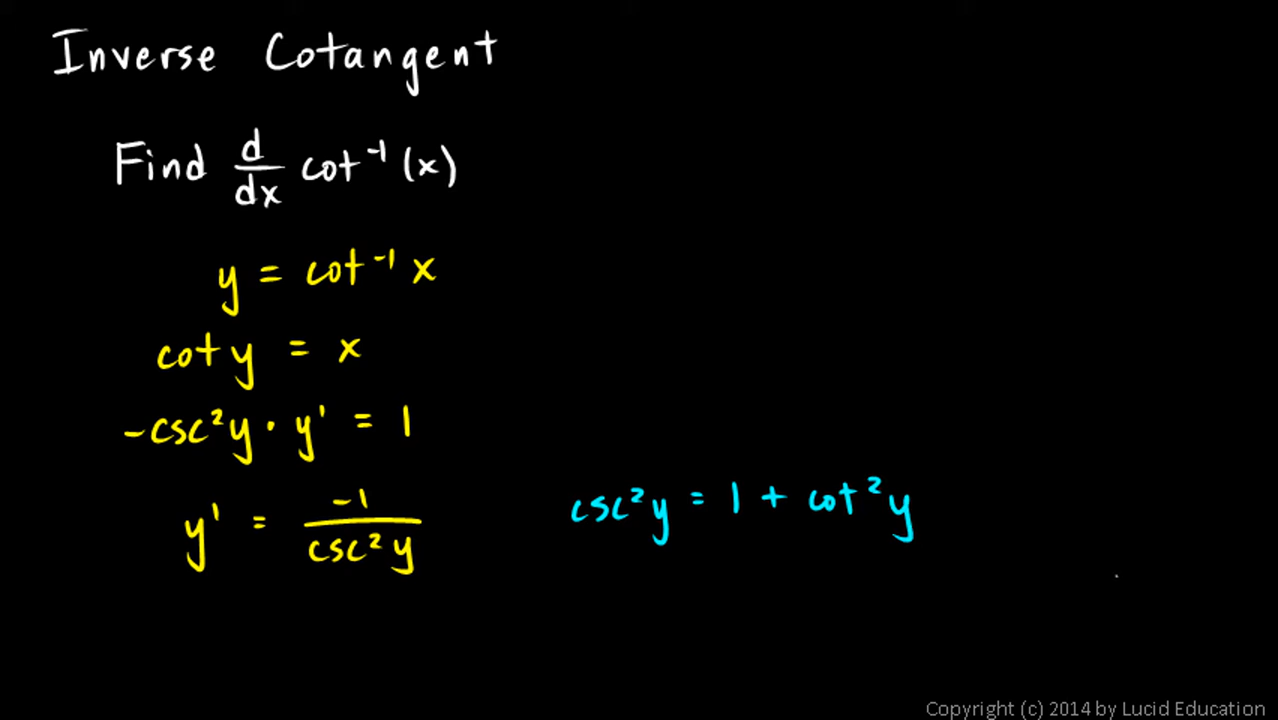 Inverse Cotangent
Find d/dx cot⁻¹(x)
y = cot⁻¹ x
cot y = x
-csc²y · y' = 1
y' = -1/csc² y
csc²y = 1 + cot²y
Copyright (c) 2014 by Lucid Education